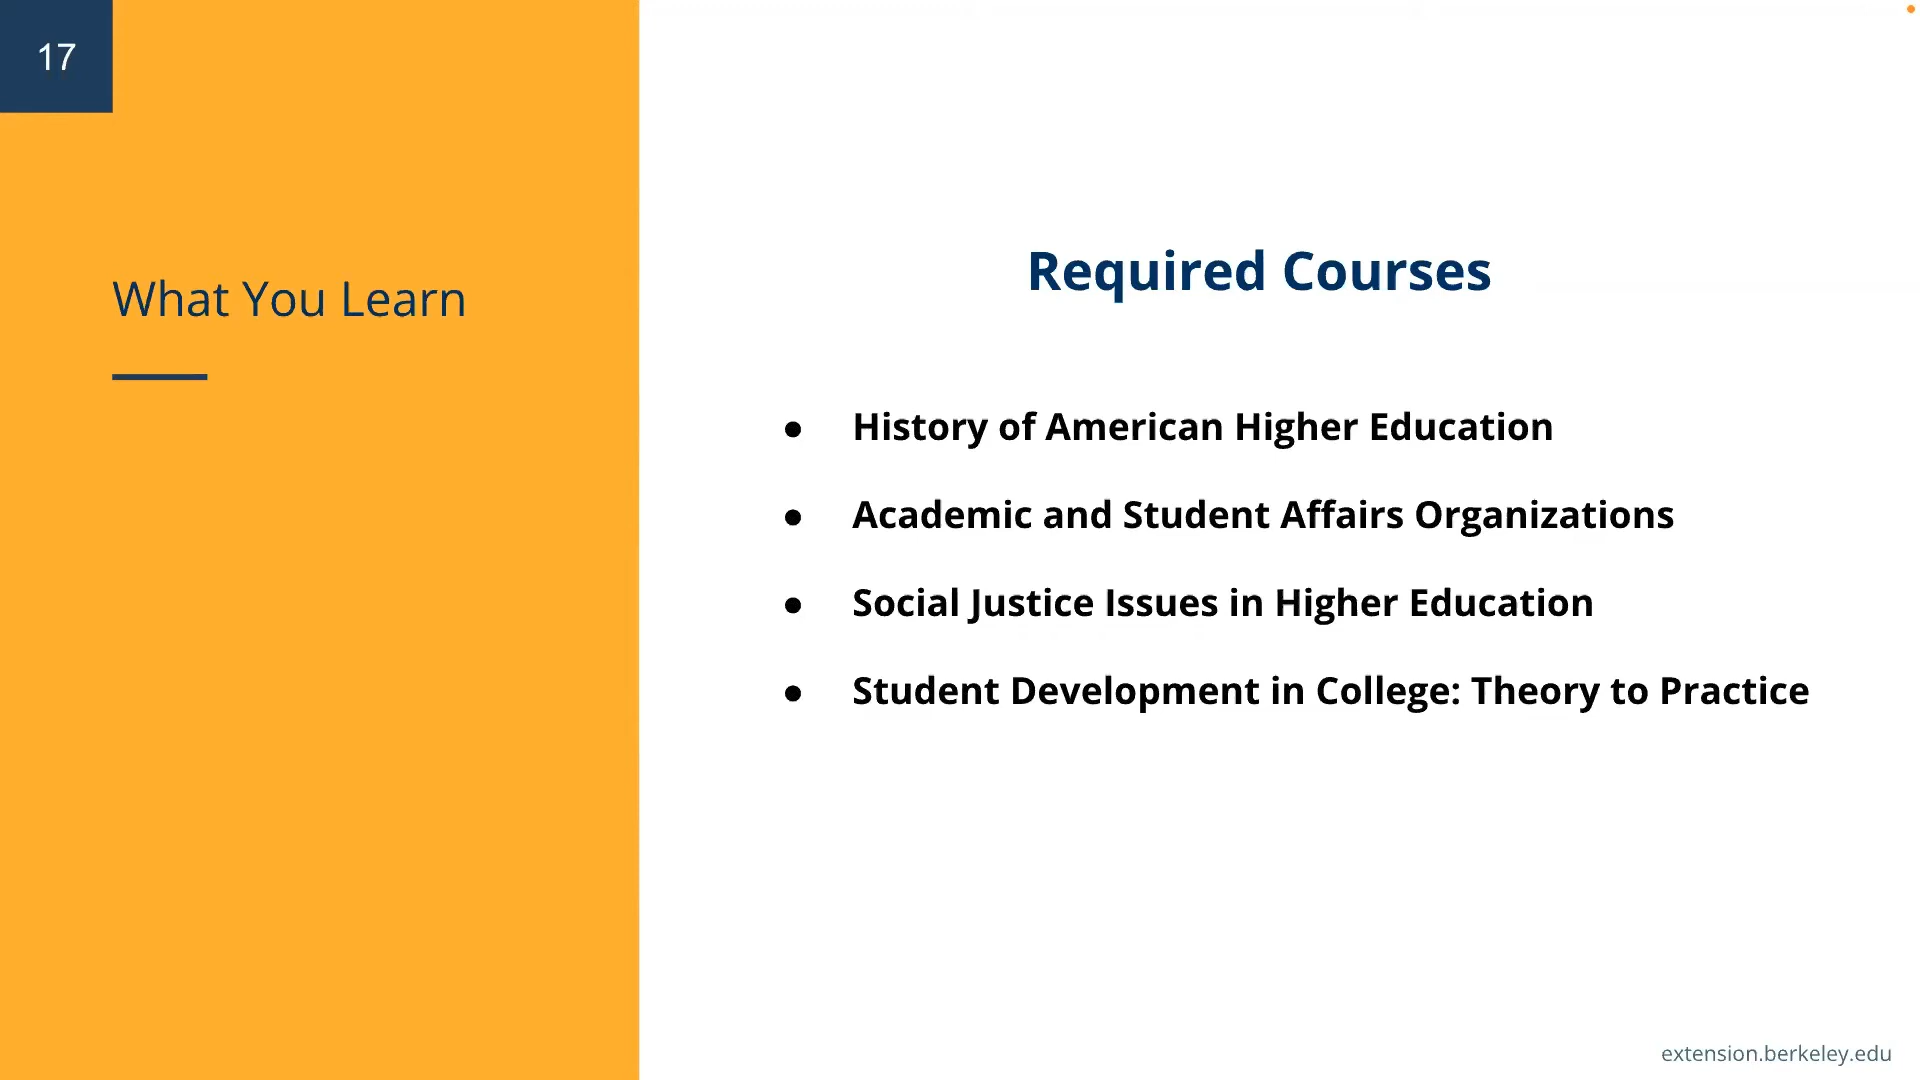 17
What You Learn
Required Courses
● History of American Higher Education
● Academic and Student Affairs Organizations
● Social Justice Issues in Higher Education
● Student Development in College: Theory to Practice
extension.berkeley.edu